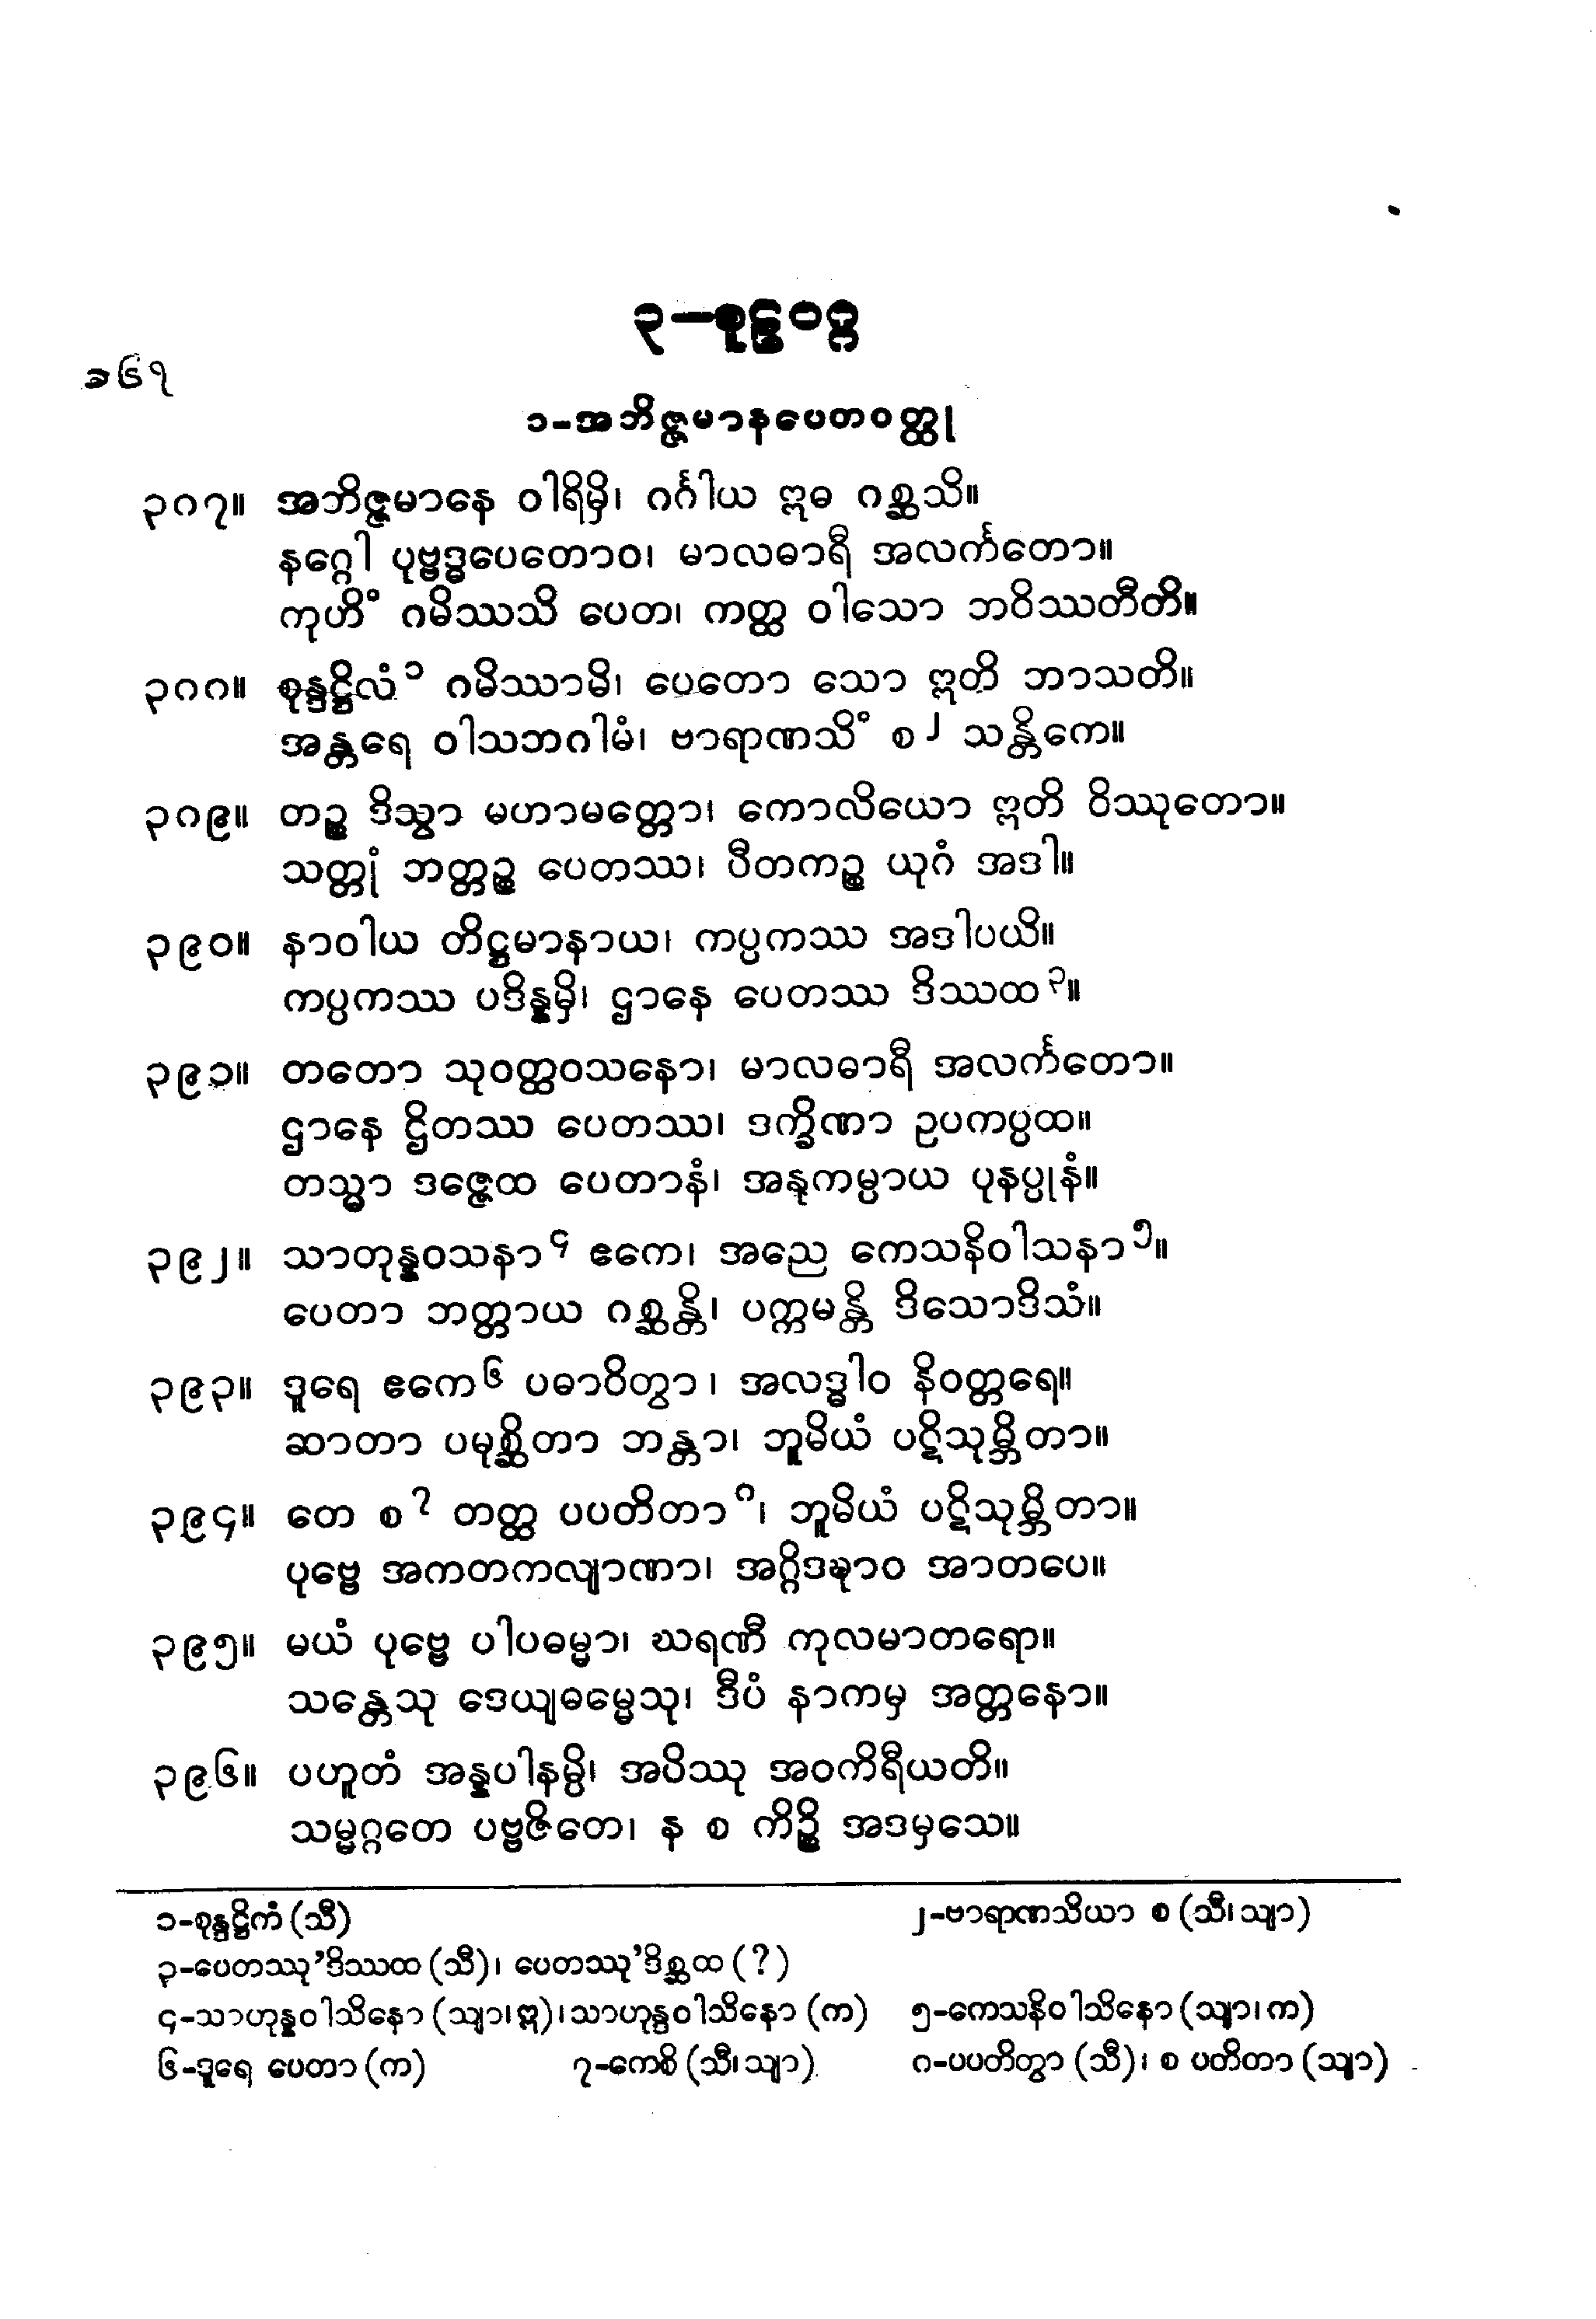 ၃-စူဠဝဂ္ဂ
၁၆၇
၁-အဘိဇ္ဇမာနပေတဝတ္ထု
၃၈၇။ အဘိဇ္ဇမာနေ ဝါရိမှိ၊ ဂင်္ဂါယ ဣဓ ဂစ္ဆသိ။
နဂ္ဂေါ ပုဗ္ဗဒ္ဓပေတောဝ၊ မာလဓာရီ အလင်္ကတော။
ကုဟိံ ဂမိဿသိ ပေတ၊ ကတ္ထ ဝါသော ဘဝိဿတီတိ။
၃၈၈။ စုန္ဒဋ္ဌိလံ ၁ ဂမိဿာမိ၊ ပေတော သော ဣတိ ဘာသတိ။
အန္တရေ ဝါသဘဂါမံ၊ ဗာရာဏသိံ စ ၂ သန္တိကေ။
၃၈၉။ တဉ္စ ဒိသွာ မဟာမတ္တော၊ ကောလိယော ဣတိ ဝိဿုတော။
သတ္တုံ ဘတ္တဉ္စ ပေတဿ၊ ပီတကဉ္စ ယုဂံ အဒါ။
၃၉၀။ နာဝါယ တိဋ္ဌမာနာယ၊ ကပ္ပကဿ အဒါပယိ။
ကပ္ပကဿ ပဒိန္နမှိ၊ ဌာနေ ပေတဿ ဒိဿထ ၃။
၃၉၁။ တတော သုဝတ္ထဝသနော၊ မာလဓာရီ အလင်္ကတော။
ဌာနေ ဌိတဿ ပေတဿ၊ ဒက္ခိဏာ ဥပကပ္ပထ။
တသ္မာ ဒဇ္ဇေထ ပေတာနံ၊ အနုကမ္ပာယ ပုနပ္ပုနံ။
၃၉၂။ သာတုန္နဝသနာ ၄ ဧကေ၊ အညေ ကေသနိဝါသနာ ၅။
ပေတာ ဘတ္တာယ ဂစ္ဆန္တိ၊ ပက္ကမန္တိ ဒိသောဒိသံ။
၃၉၃။ ဒူရေ ဧကေ ၆ ပဓာဝိတွာ၊ အလဒ္ဓါဝ နိဝတ္တရေ။
ဆာတာ ပမုစ္ဆိတာ ဘန္တာ၊ ဘူမိယံ ပဋိသုမ္ဘိတာ။
၃၉၄။ တေ စ ၇ တတ္ထ ပပတိတာ ၈၊ ဘူမိယံ ပဋိသုမ္ဘိတာ။
ပုဗ္ဗေ အကတကလျာဏာ၊ အဂ္ဂိဒဍ္ဎာဝ အာတပေ။
၃၉၅။ မယံ ပုဗ္ဗေ ပါပဓမ္မာ၊ ဃရဏီ ကုလမာတရော။
သန္တေသု ဒေယျဓမ္မေသု၊ ဒီပံ နာကမှ အတ္တနော။
၃၉၆။ ပဟူတံ အန္နပါနမ္ပိ၊ အပိဿု အဝကိရီယတိ။
သမ္မဂ္ဂတေ ပဗ္ဗဇိတေ၊ န စ ကိဉ္စိ အဒမှသေ။
၁-စုန္ဒဋ္ဌိကံ (သီ) ၂-ဗာရာဏသိယာ စ (သီ၊ သျာ)
၃-ပေတဿု’ဒိဿထ (သီ)၊ ပေတဿု’ဒိစ္ဆထ (?)
၄-သာဟုန္နဝါသိနော (သျာ၊ ဣ)၊ သာဟုန္ဒဝါသိနော (က) ၅-ကေသနိဝါသိနော (သျာ၊ က)
၆-ဒူရေ ပေတာ (က) ၇-ကေစိ (သီ၊ သျာ) ၈-ပပတိတွာ (သီ)၊ စ ပတိတာ (သျာ)